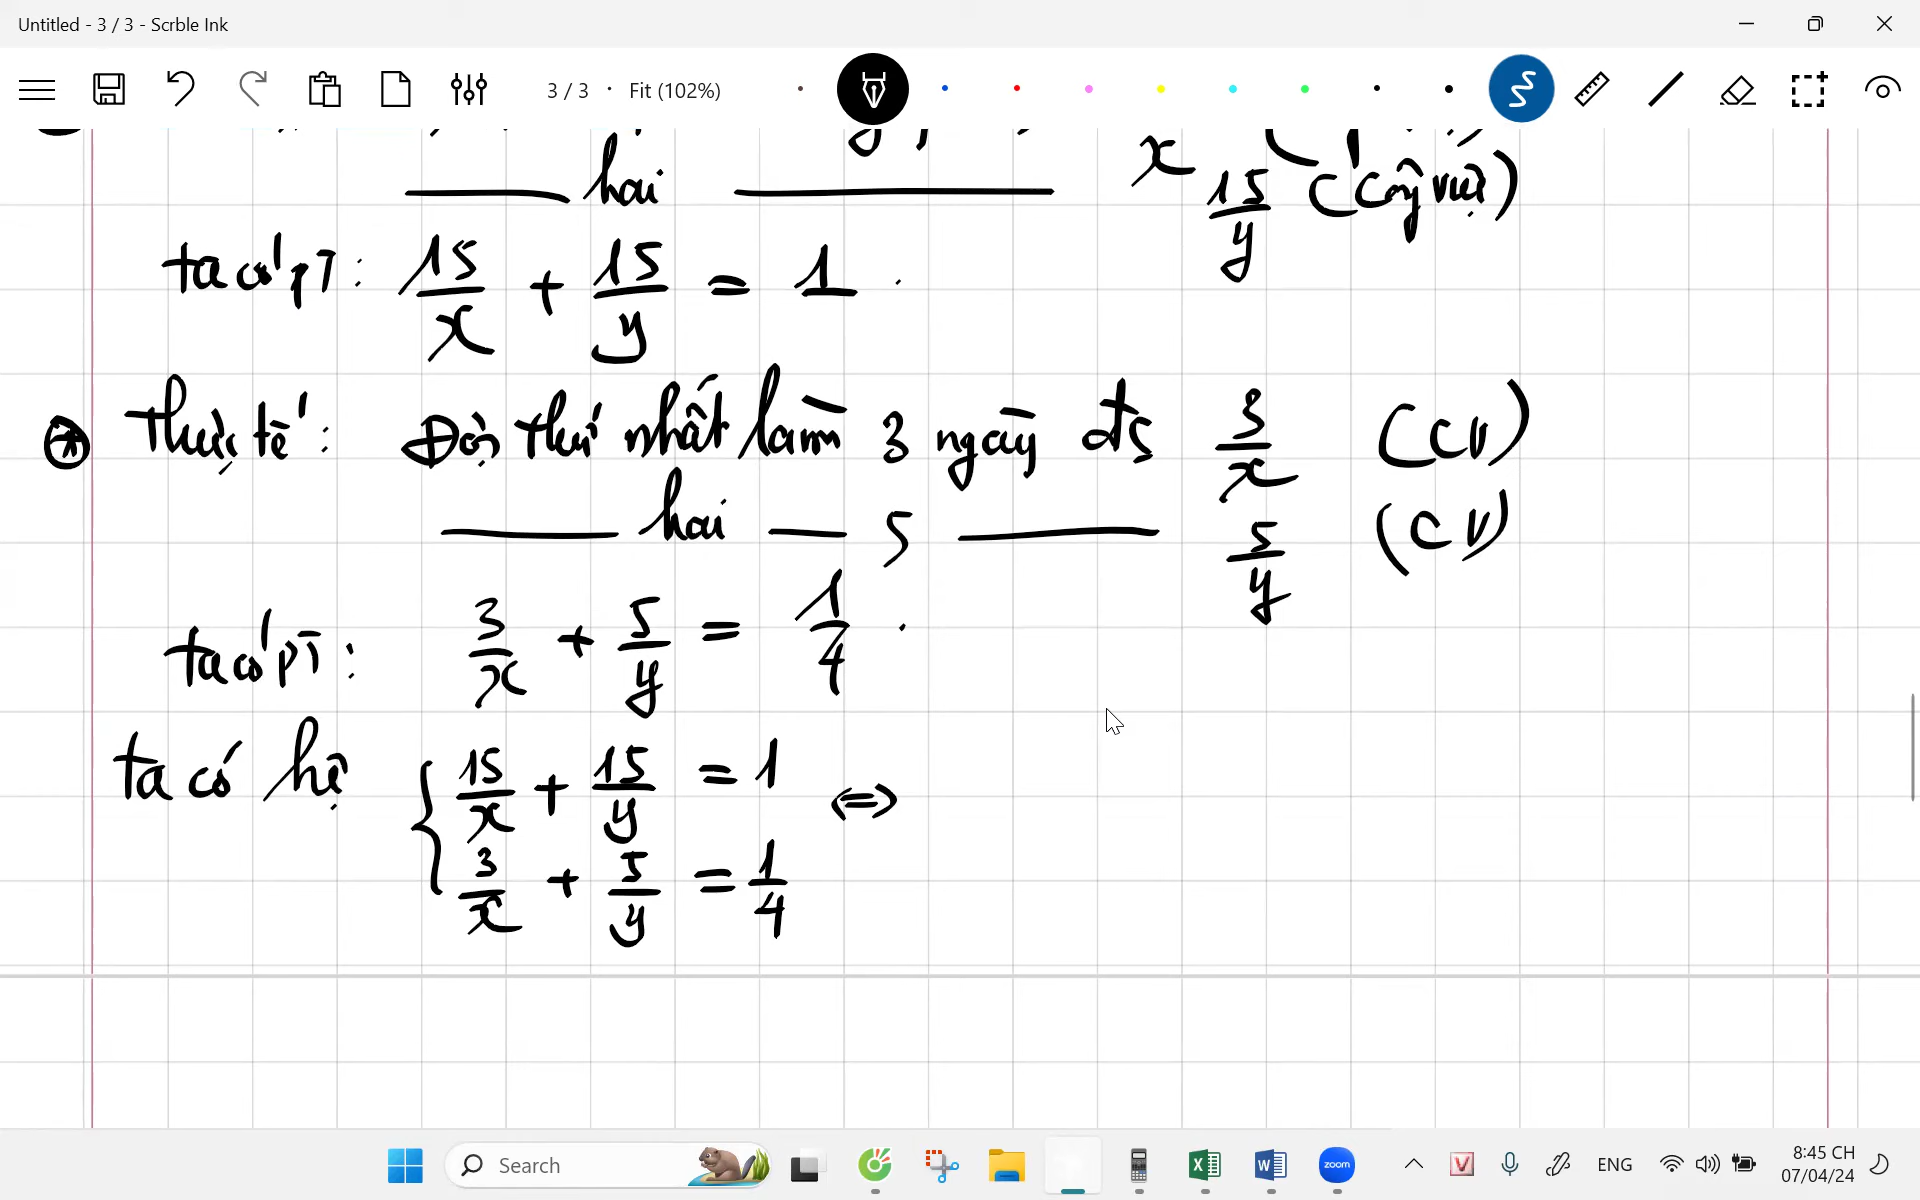 Untitled - 3 / 3 - Scrble Ink
3 / 3 · Fit (102%)
hai
x
15/y (Công việc)
ta có pt: 15/x + 15/y = 1.
Thực tế: Đội thứ nhất làm 3 ngày đc 3/x (CV)
hai 5 5/y (CV)
ta có pt: 3/x + 5/y = 1/4.
ta có hệ { 15/x + 15/y = 1 <=>
3/x + 5/y = 1/4
Search
zoom
ENG
8:45 CH
07/04/24